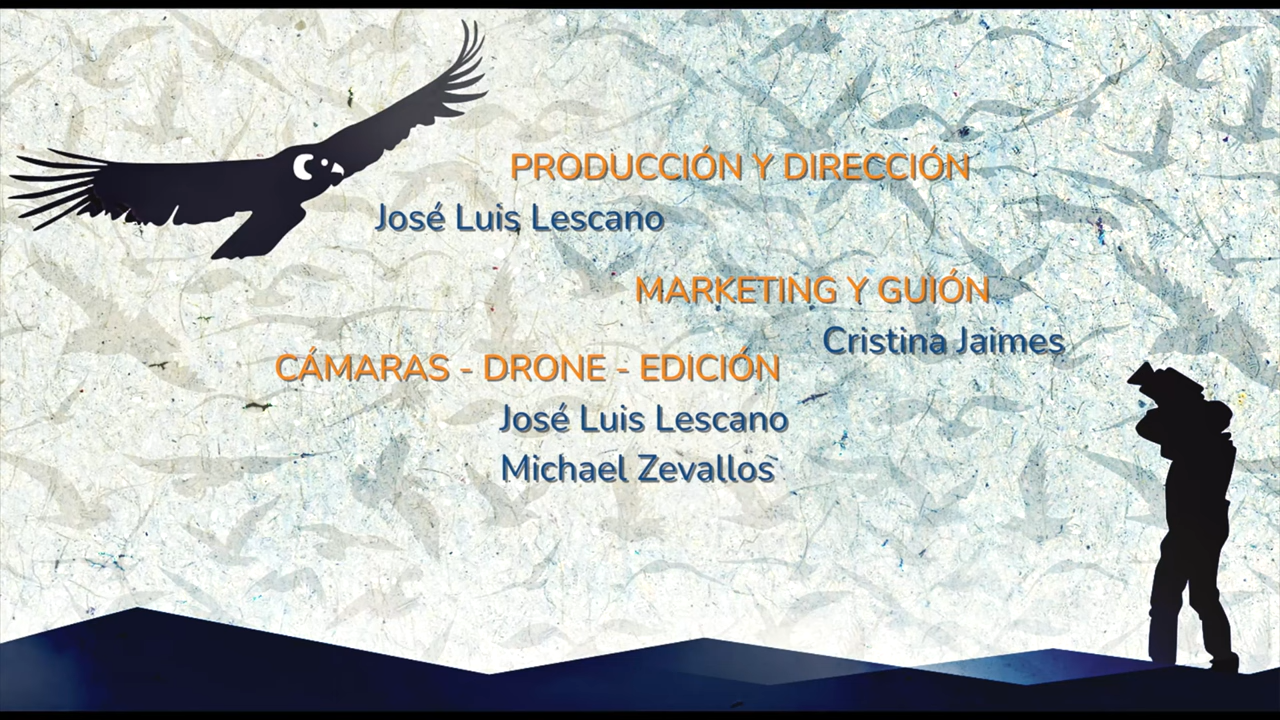 PRODUCCIÓN Y DIRECCIÓN
José Luis Lescano
MARKETING Y GUIÓN
Cristina Jaimes
CÁMARAS - DRONE - EDICIÓN
José Luis Lescano
Michael Zevallos